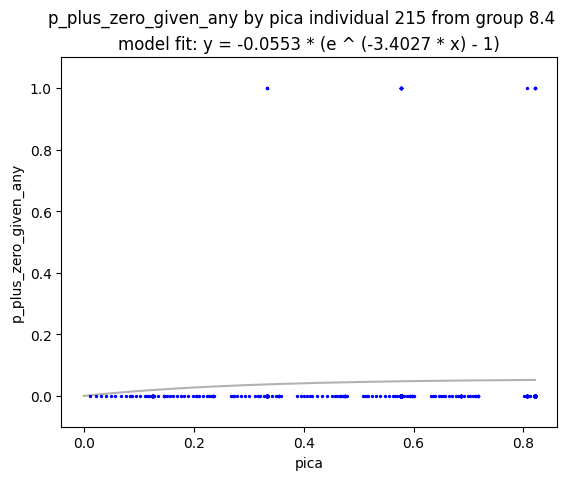 p_plus_zero_given_any by pica individual 215 from group 8.4
model fit: y = -0.0553 * (e ^ (-3.4027 * x) - 1)
p_plus_zero_given_any
1.0
0.8
0.6
0.4
0.2
0.0
0.0 0.2 0.4 0.6 0.8
pica